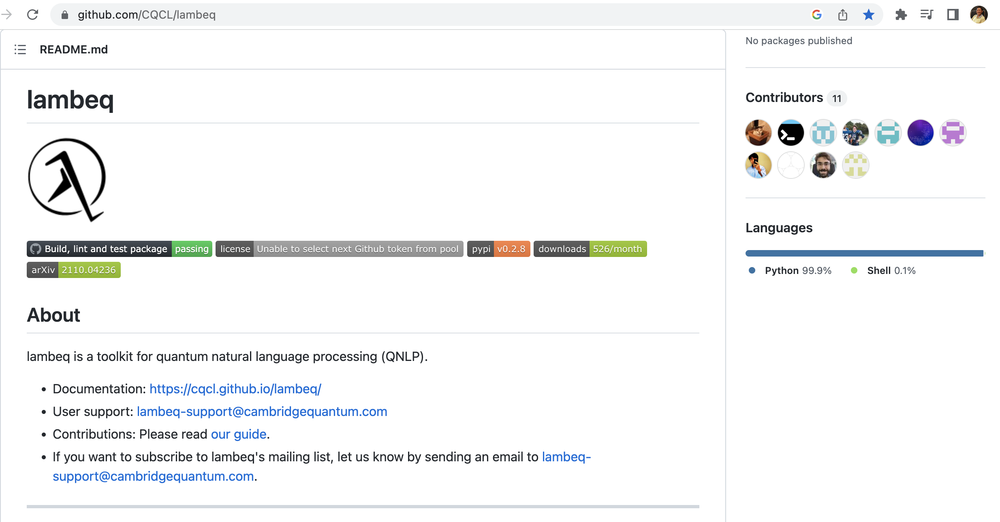 github.com/CQCL/lambeq
README.md
lambeq
Build, lint and test package passing license Unable to select next Github token from pool pypi v0.2.8 downloads 526/month
arXiv 2110.04236
About
lambeq is a toolkit for quantum natural language processing (QNLP).
• Documentation: https://cqcl.github.io/lambeq/
• User support: lambeq-support@cambridgequantum.com
• Contributions: Please read our guide.
• If you want to subscribe to lambeq's mailing list, let us know by sending an email to lambeq-
support@cambridgequantum.com.
No packages published
Contributors 11
Languages
Python 99.9% Shell 0.1%